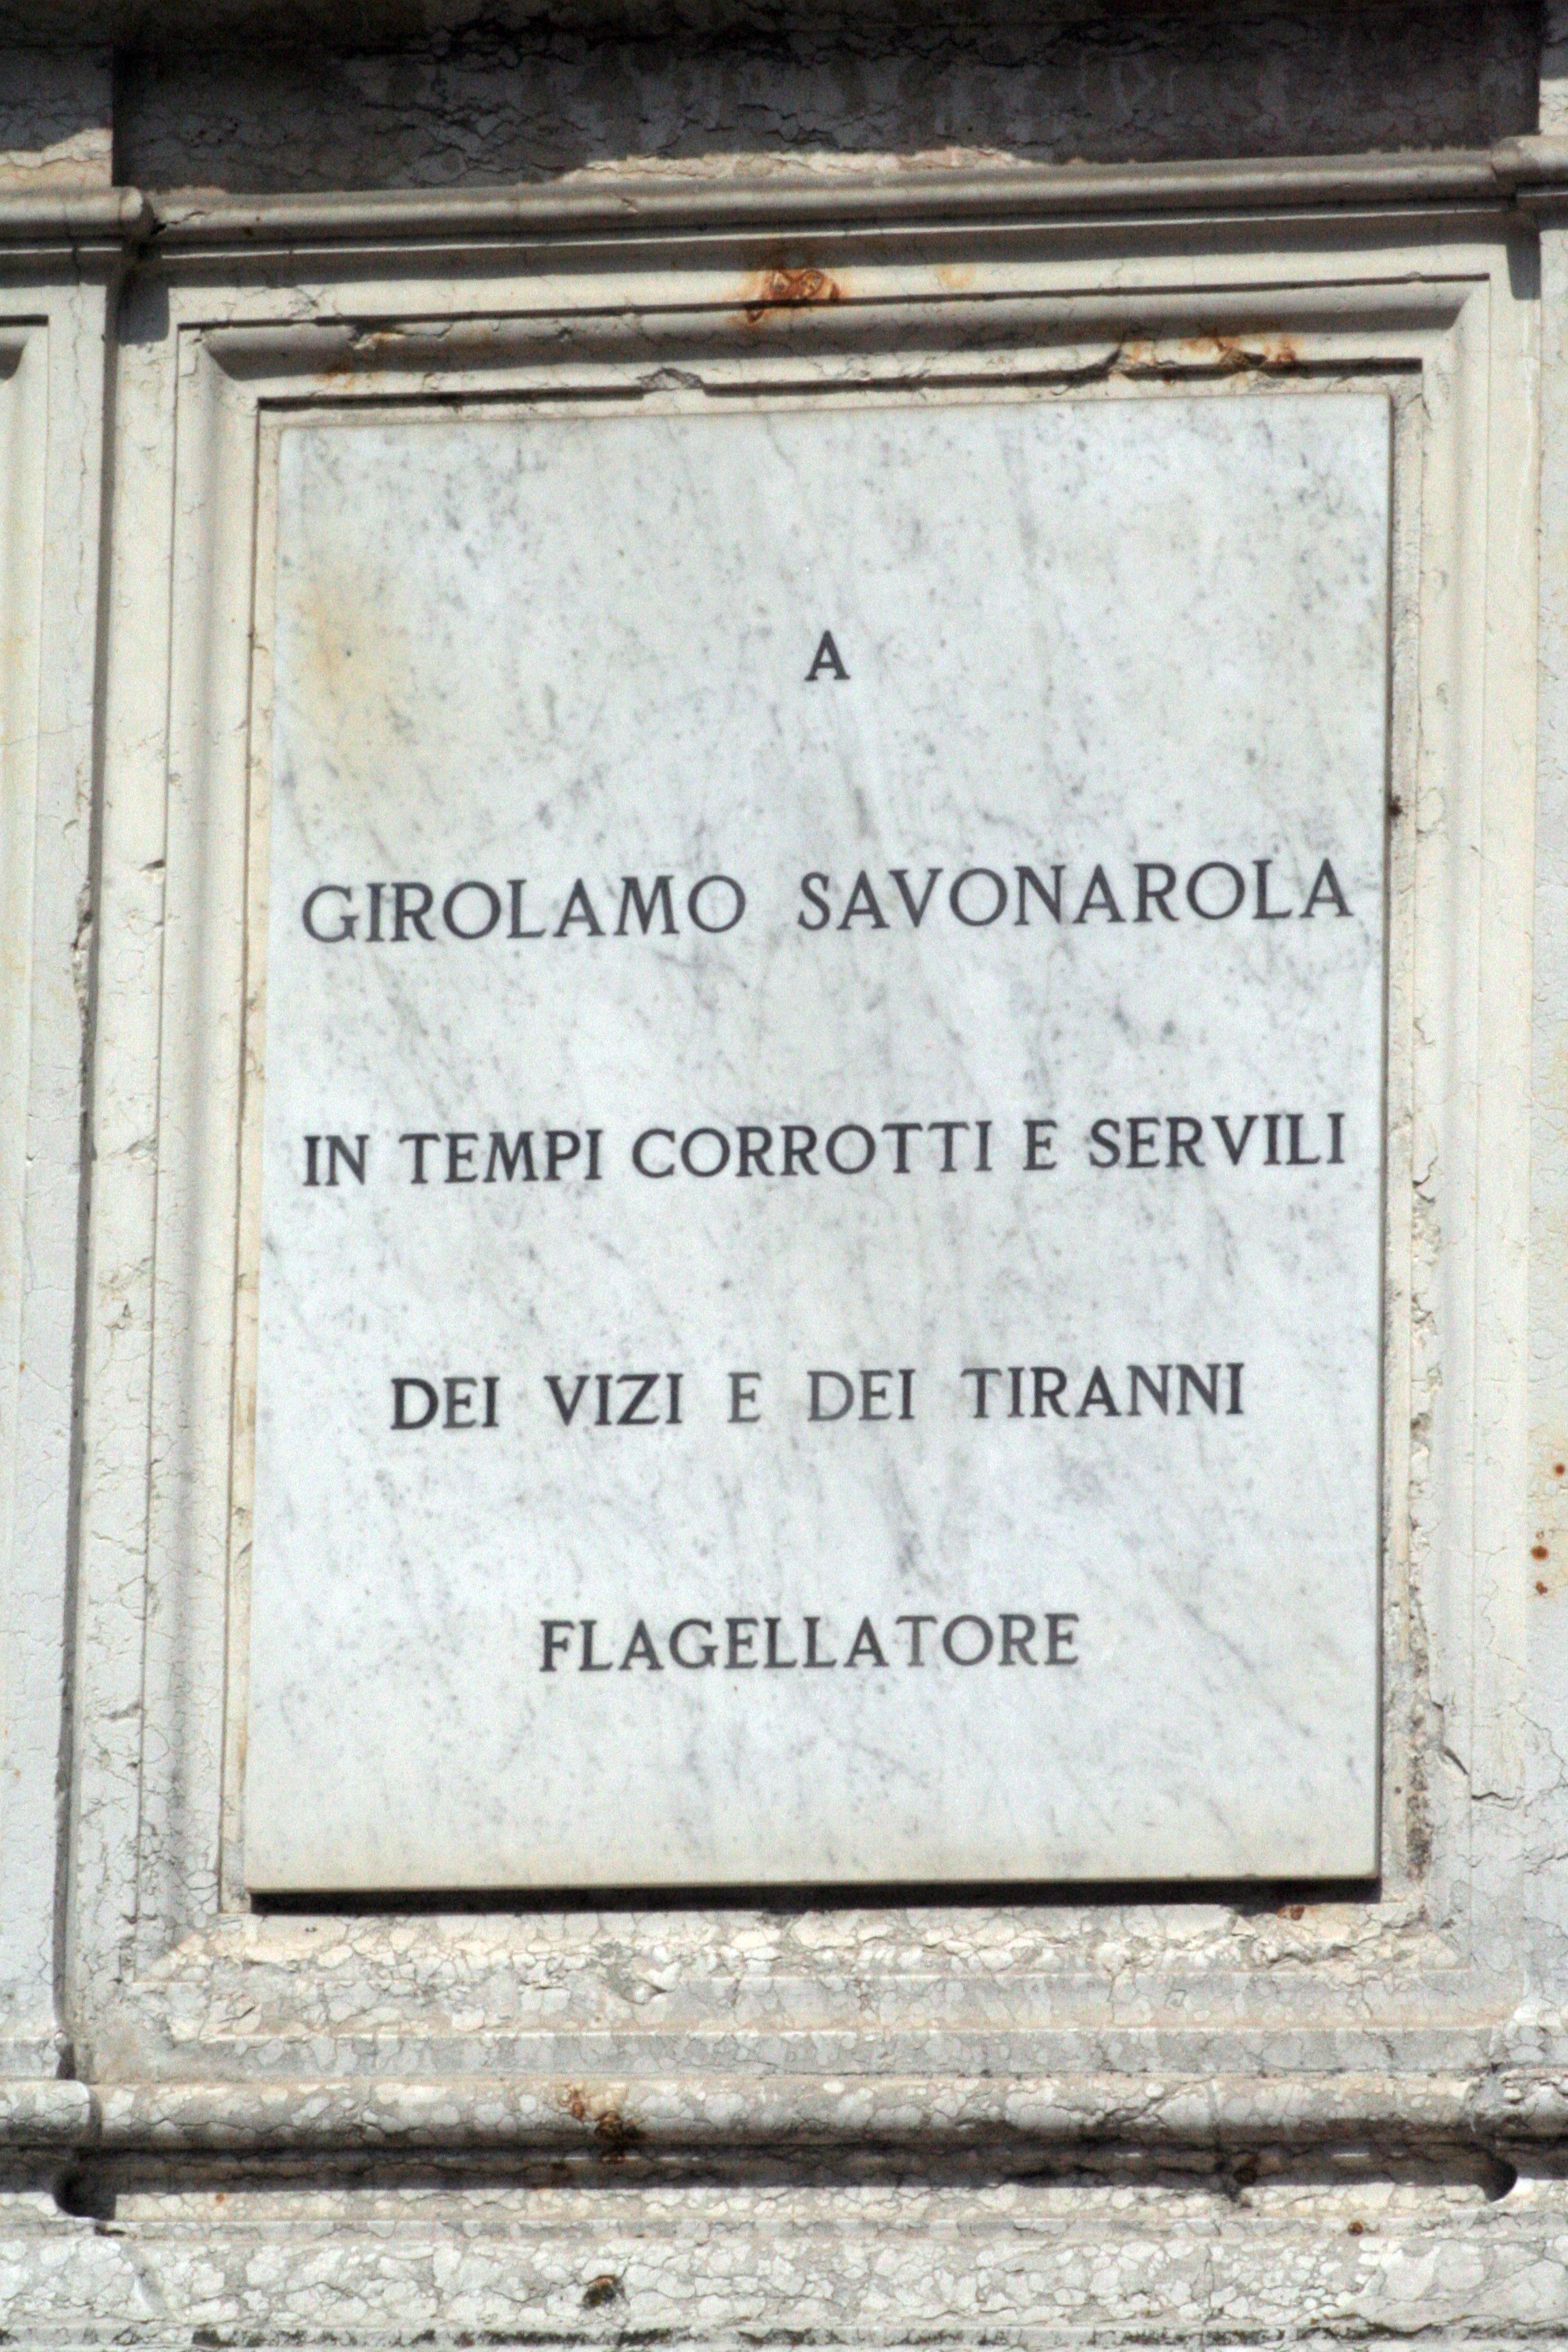 A
GIROLAMO SAVONAROLA
IN TEMPI CORROTTI E SERVILI
DEI VIZI E DEI TIRANNI
FLAGELLATORE